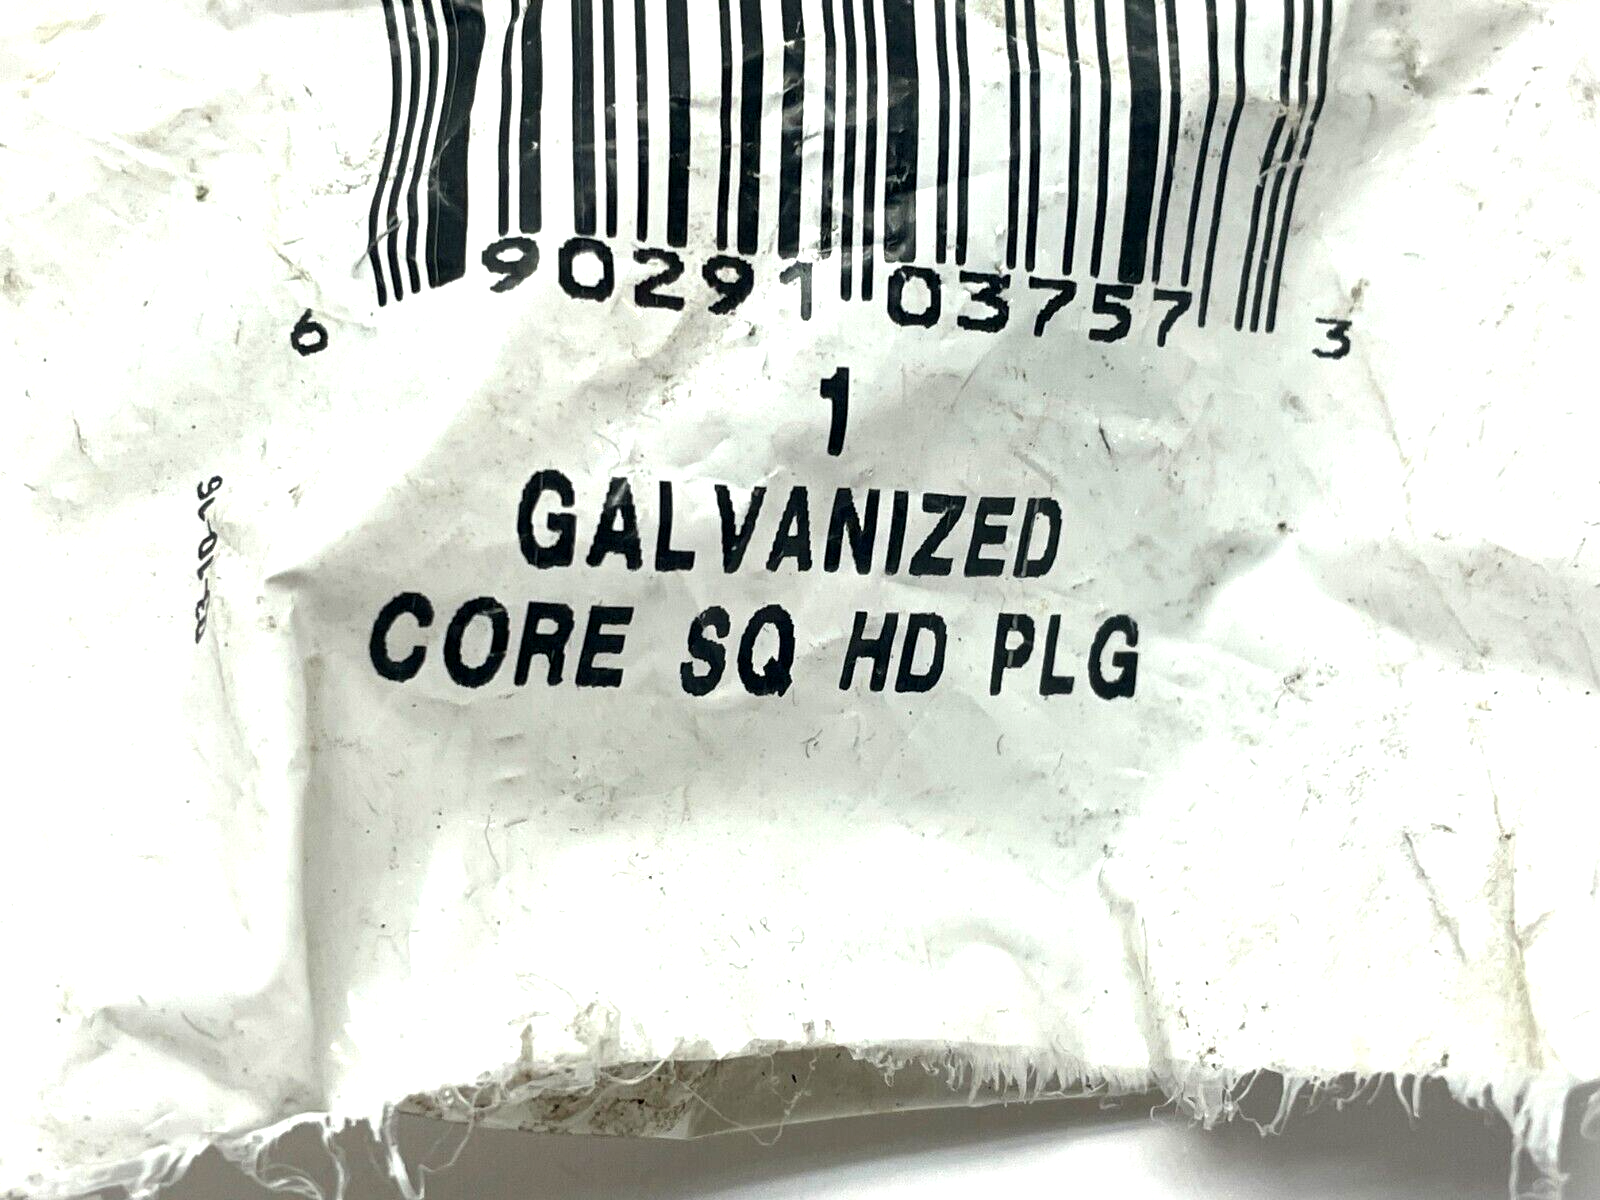 6 90291 03757 3
1
GALVANIZED
CORE SQ HD PLG